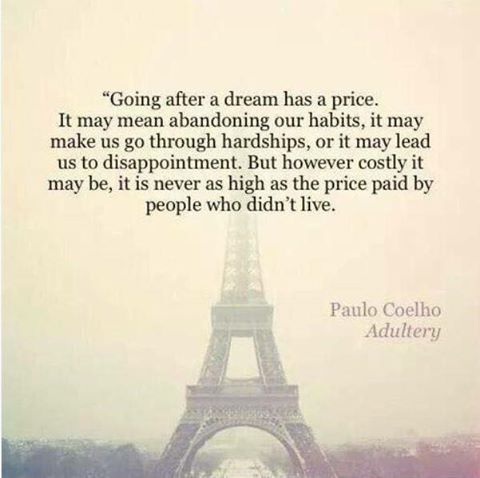 “Going after a dream has a price.
It may mean abandoning our habits, it may
make us go through hardships, or it may lead
us to disappointment. But however costly it
may be, it is never as high as the price paid by
people who didn’t live.
Paulo Coelho
Adultery